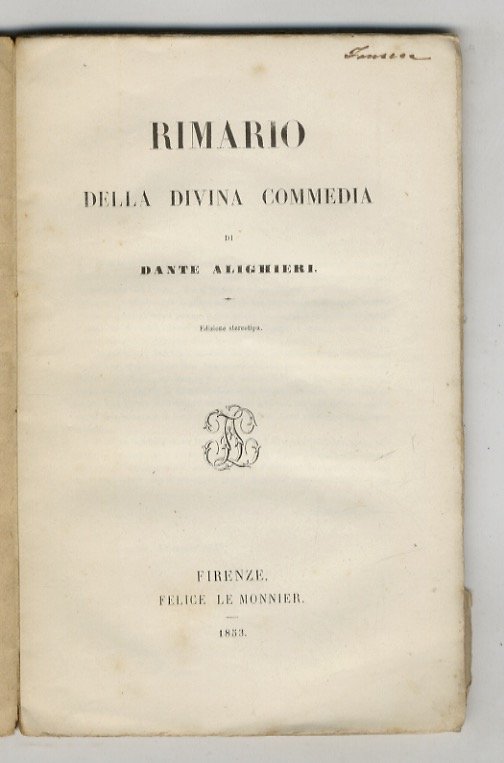 RIMARIO
DELLA DIVINA COMMEDIA
DI
DANTE ALIGHIERI.
Edizione stereotipa.
FIRENZE.
FELICE LE MONNIER.
1853.